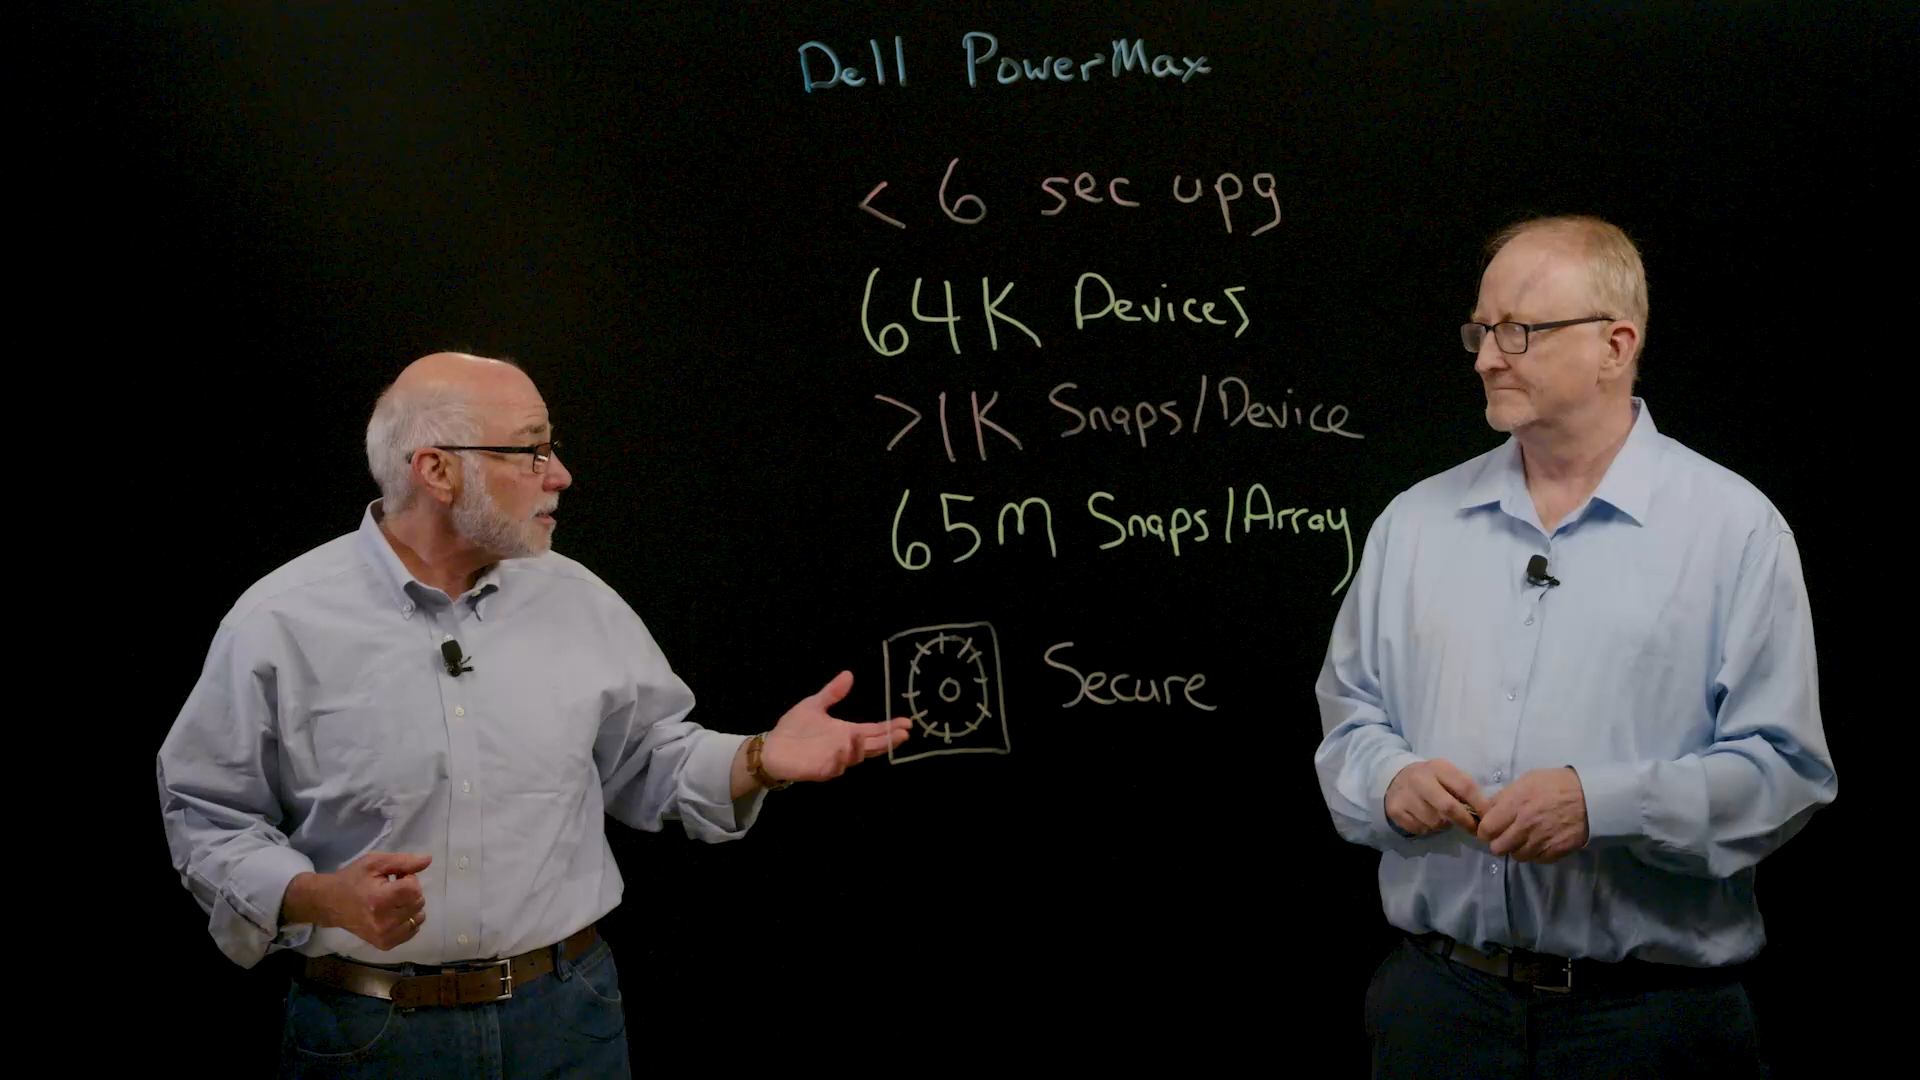 Dell PowerMax
< 6 sec upg
64K Devices
>1K Snaps/Device
65m Snaps/Array
Secure